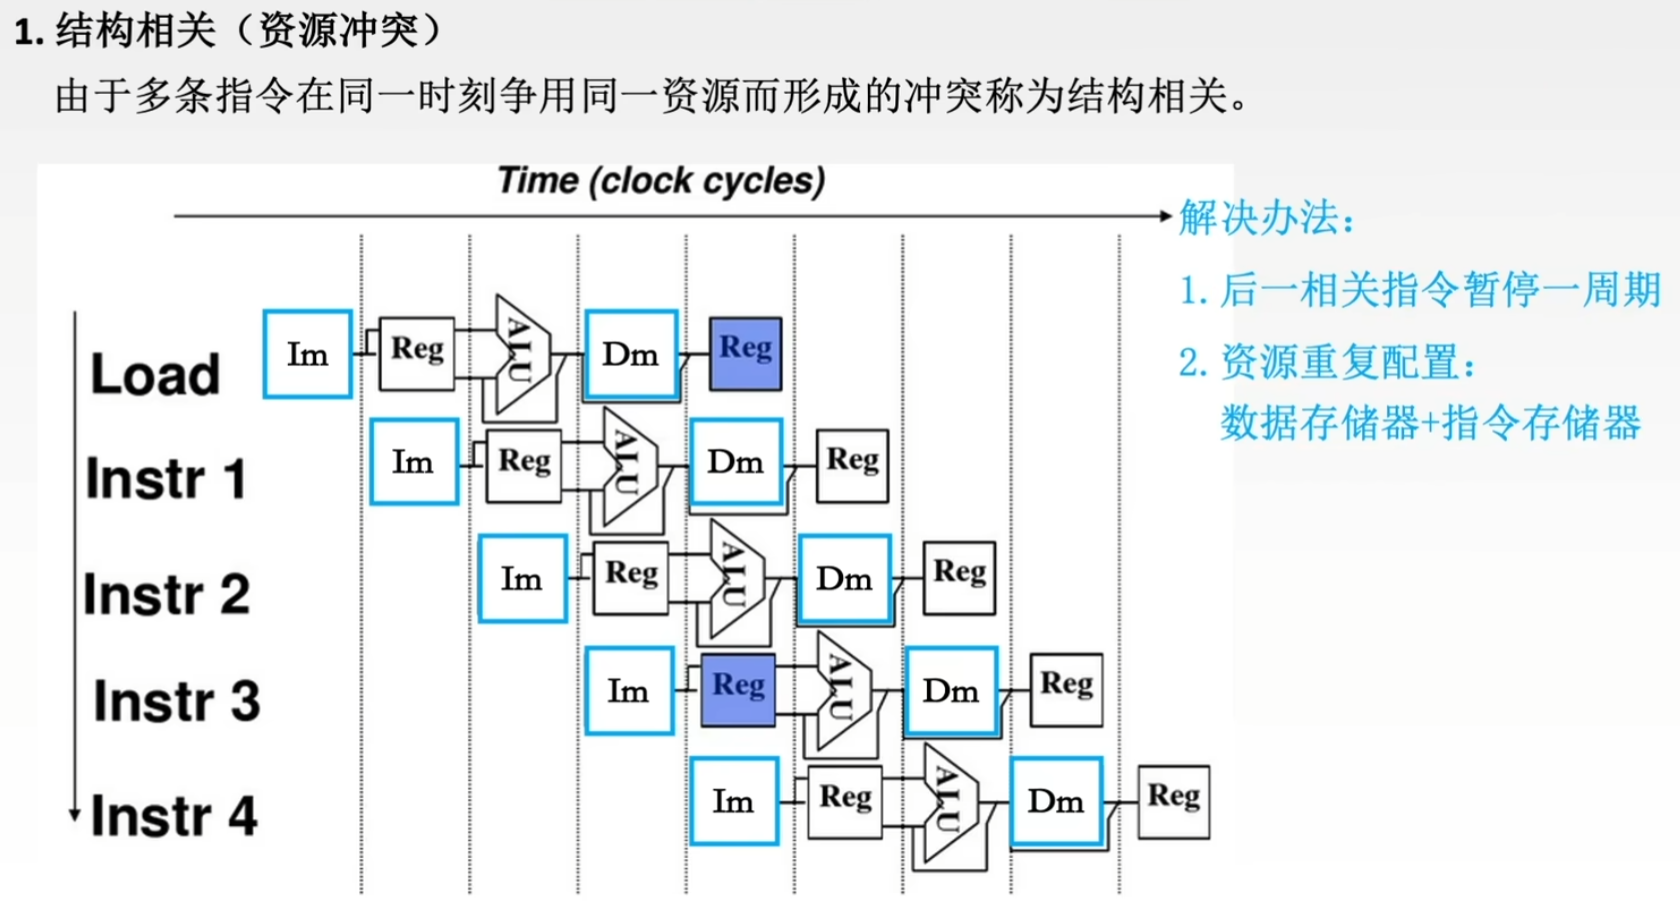 1. 结构相关（资源冲突）
由于多条指令在同一时刻争用同一资源而形成的冲突称为结构相关。
Time (clock cycles)
解决办法：
1. 后一相关指令暂停一周期
2. 资源重复配置：
数据存储器+指令存储器
Load Im Reg ALU Dm Reg
Instr 1 Im Reg ALU Dm Reg
Instr 2 Im Reg ALU Dm Reg
Instr 3 Im Reg ALU Dm Reg
Instr 4 Im Reg ALU Dm Reg